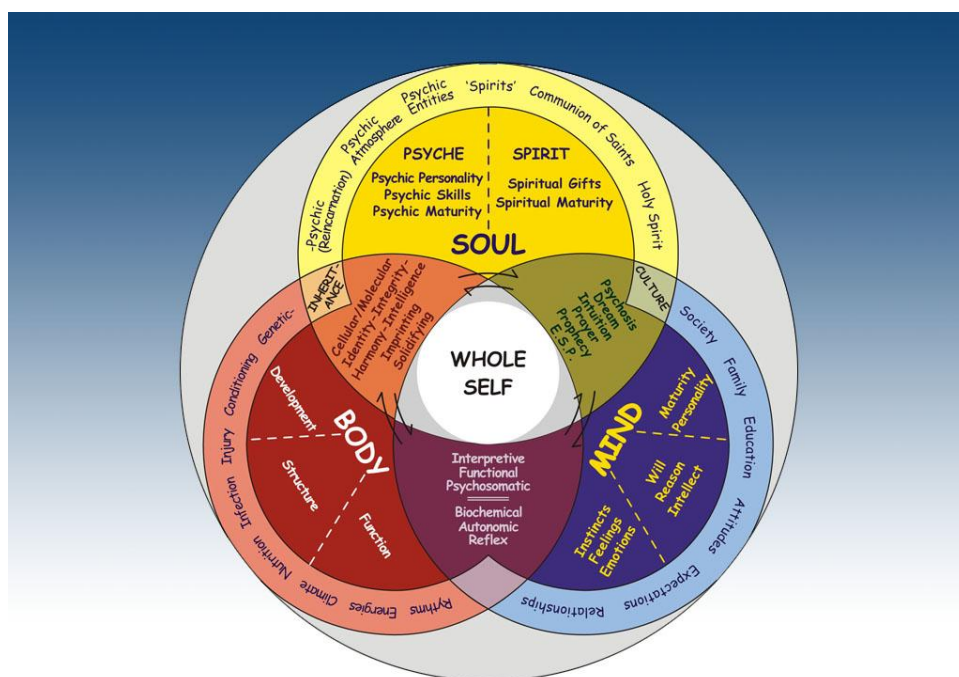 -Psychic
(Reincarnation)
Psychic
Atmosphere
Psychic
Entities
'Spirits'
Communion of Saints
Holy Spirit
PSYCHE
Psychic Personality
Psychic Skills
Psychic Maturity
SPIRIT
Spiritual Gifts
Spiritual Maturity
SOUL
INHERIT-
ANCE
CULTURE
Cellular/Molecular
Identity-Integrity-
Harmony-Intelligence
Imprinting
Solidifying
Psychosis
Dream
Intuition
Prayer
Prophecy
E.S.P.
WHOLE
SELF
Genetic-
Conditioning
Injury
Infection
Nutrition
Climate
Energies
Rythms
BODY
Development
Structure
Function
Interpretive
Functional
Psychosomatic
Biochemical
Autonomic
Reflex
MIND
Maturity
Personality
Will
Reason
Intellect
Instincts
Feelings
Emotions
Society
Family
Education
Attitudes
Expectations
Relationships